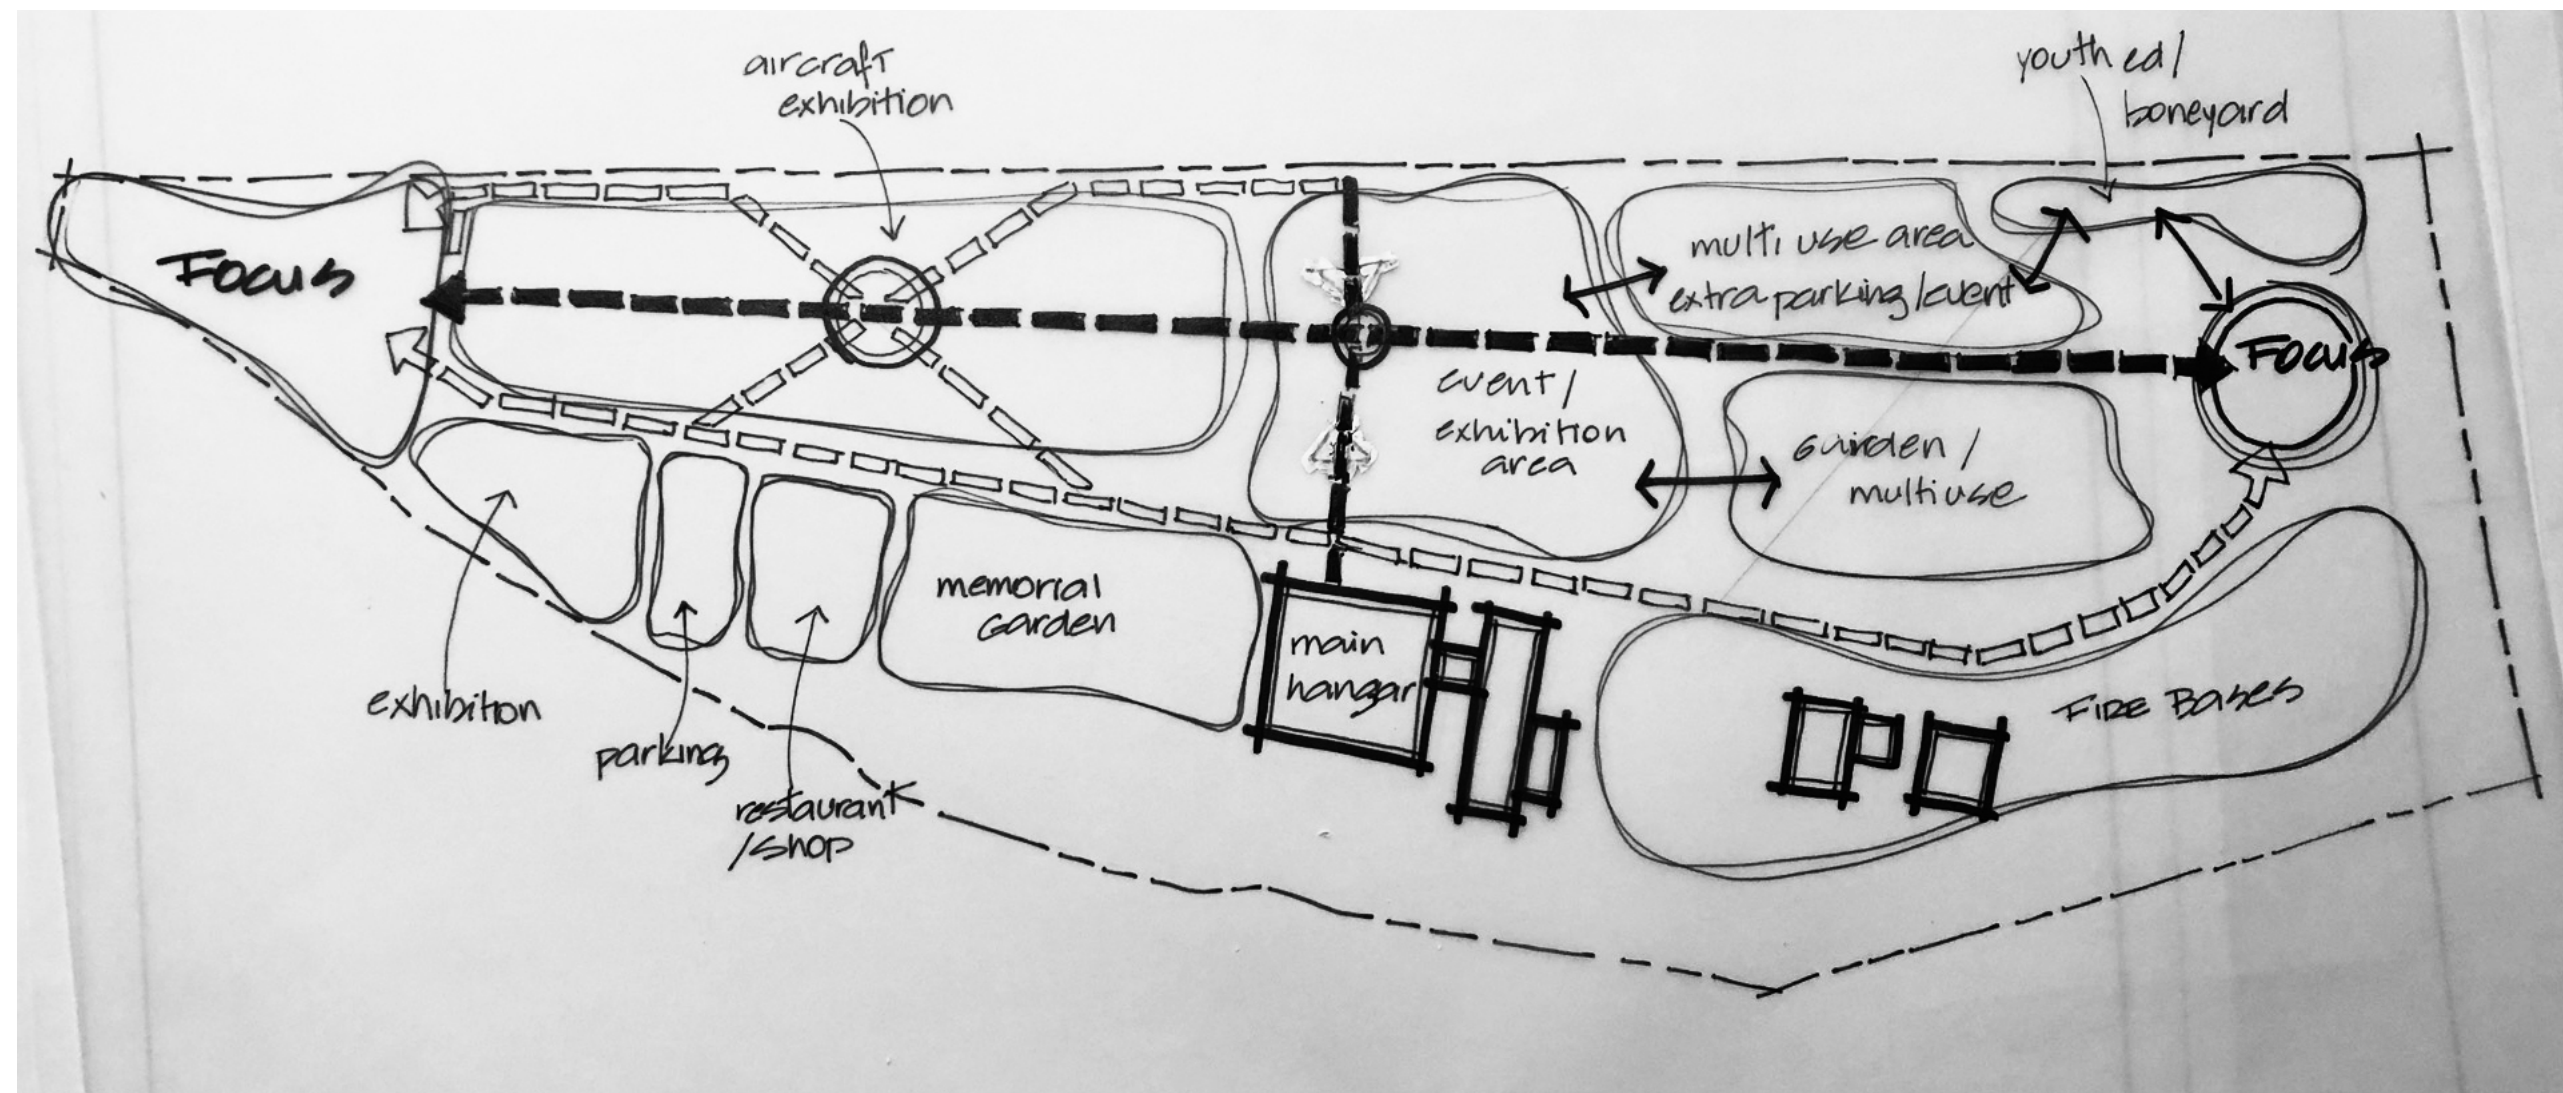 aircraft
exhibition
youth ed/
boneyard
Focus
multi use area
extra parking/event
Focus
event/
exhibition
area
Garden/
multiuse
memorial
Garden
main
hangar
FIRE BASES
exhibition
parking
restaurant
/shop